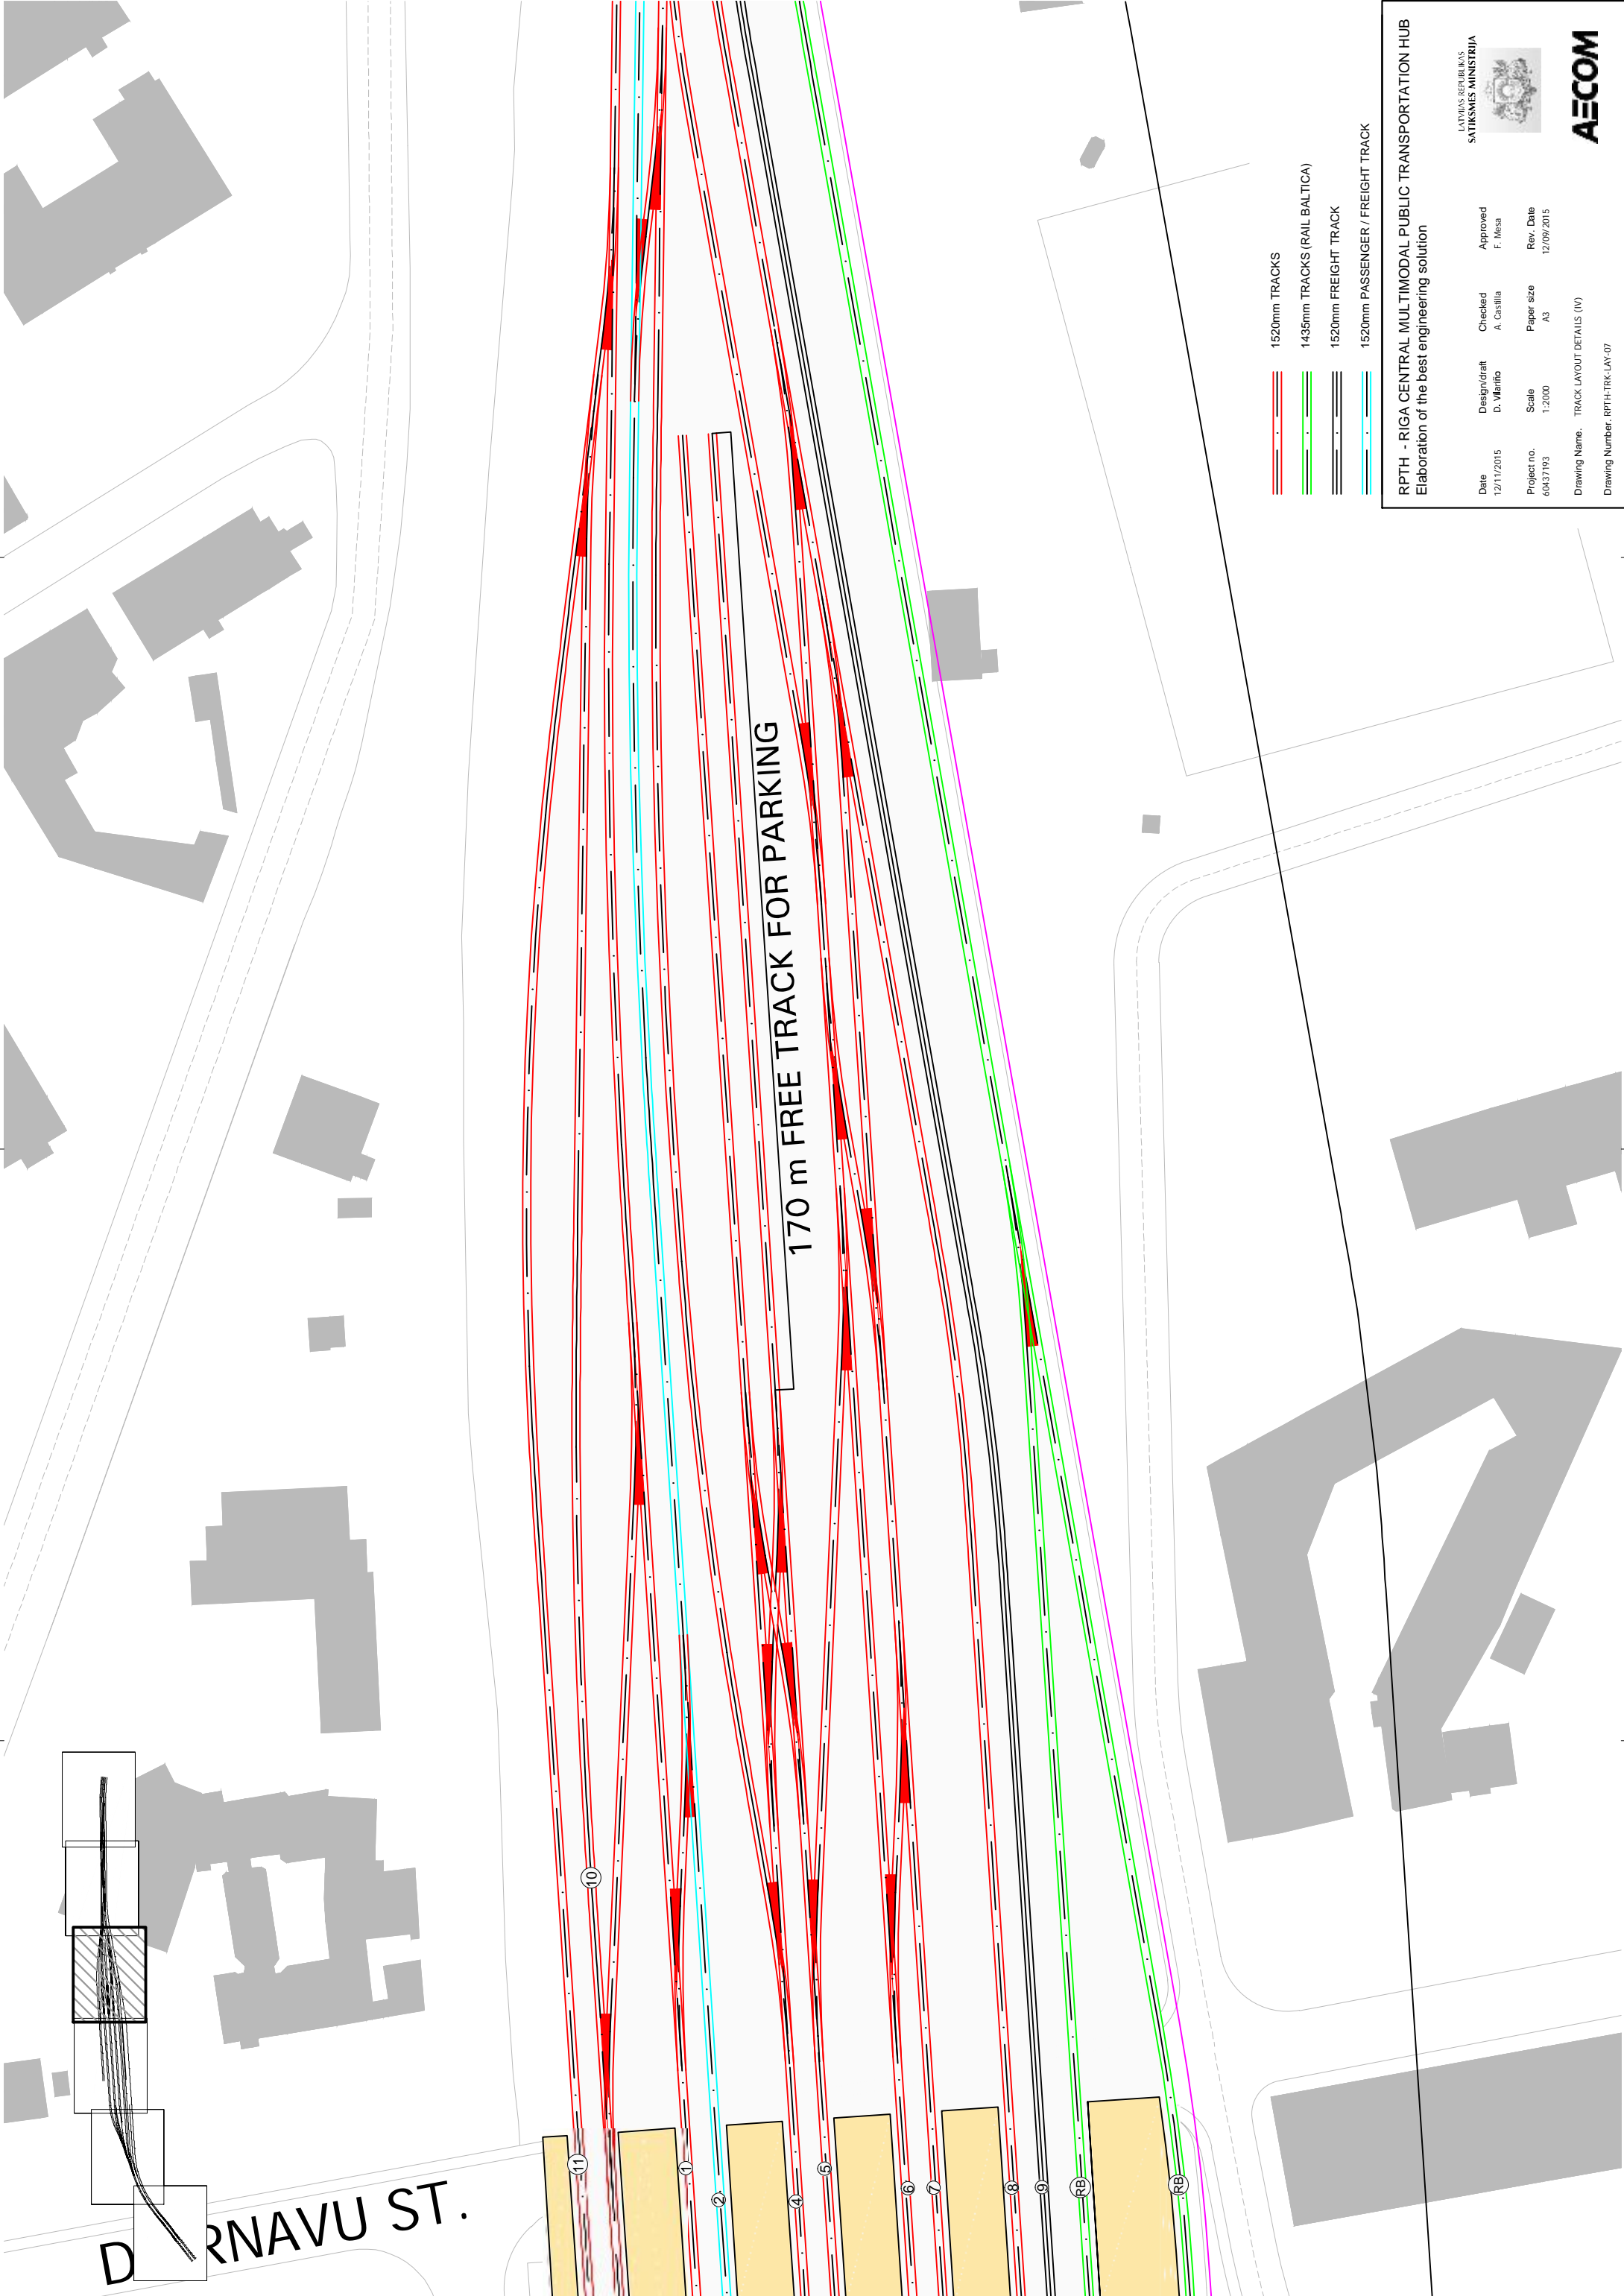 RPTH - RIGA CENTRAL MULTIMODAL PUBLIC TRANSPORTATION HUB
Elaboration of the best engineering solution
LATVIJAS REPUBLIKAS
SATIKSMES MINISTRIJA
AECOM
Date
12/11/2015
Design/draft
D. Vilariño
Checked
A. Castilla
Approved
F. Mesa
Project no.
60437193
Scale
1:2000
Paper size
A3
Rev. Date
12/09/2015
Drawing Name. TRACK LAYOUT DETAILS (IV)
Drawing Number. RPTH-TRK-LAY-07
1520mm TRACKS
1435mm TRACKS (RAIL BALTICA)
1520mm FREIGHT TRACK
1520mm PASSENGER / FREIGHT TRACK
170 m FREE TRACK FOR PARKING
10
11
1
2
4
5
6
7
8
9
RB
RB
RNAVU ST.